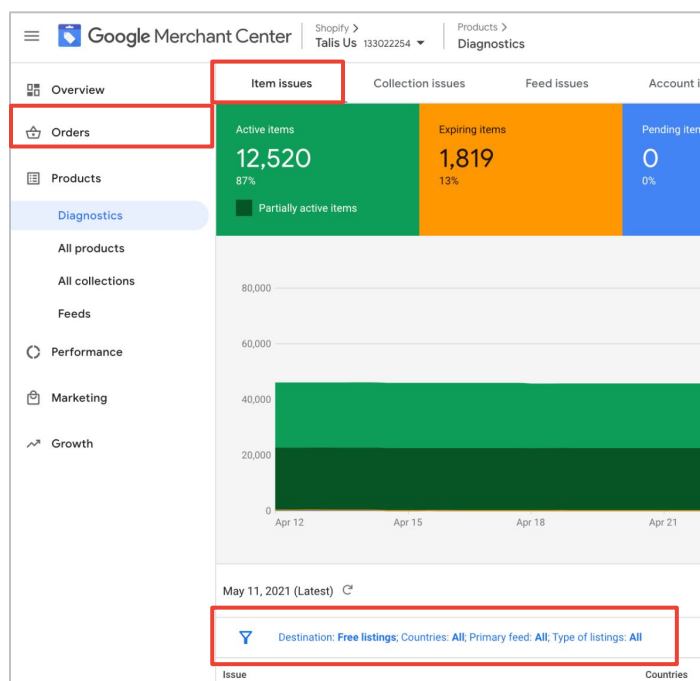 Google Merchant Center
Shopify >
Talis Us 133022254
Products >
Diagnostics
Overview
Orders
Products
Diagnostics
All products
All collections
Feeds
Performance
Marketing
Growth
Item issues
Collection issues
Feed issues
Account i
Active items
12,520
87%
Partially active items
Expiring items
1,819
13%
Pending item
0
0%
80,000
60,000
40,000
20,000
0
Apr 12
Apr 15
Apr 18
Apr 21
May 11, 2021 (Latest)
Destination: Free listings; Countries: All; Primary feed: All; Type of listings: All
Issue
Countries